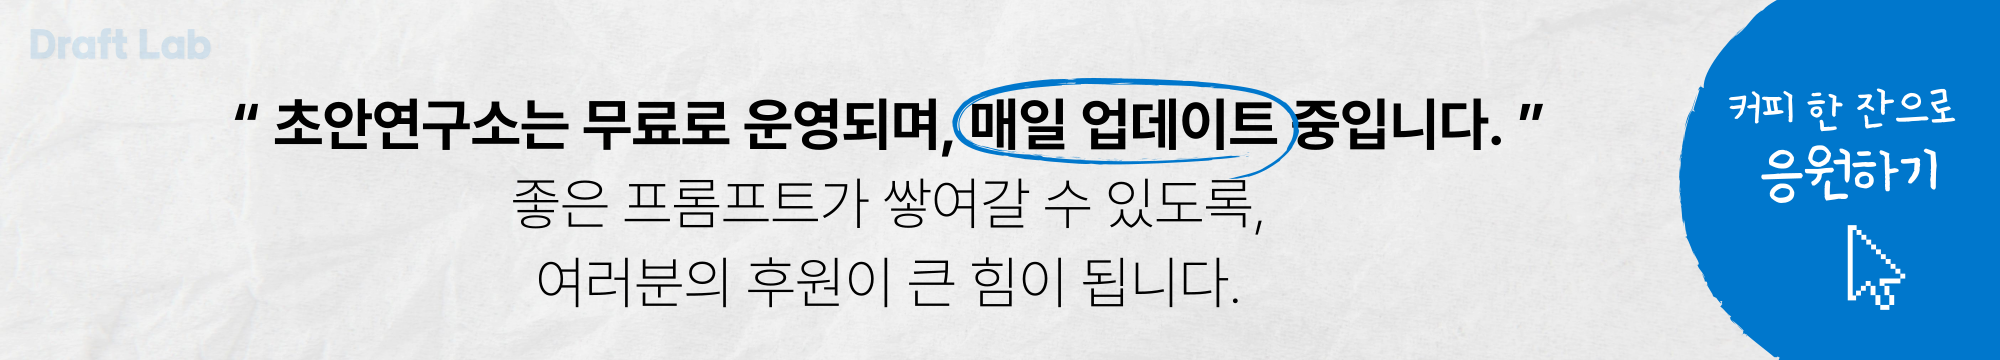 Draft Lab
“ 초안연구소는 무료로 운영되며, 매일 업데이트 중입니다. ”
좋은 프롬프트가 쌓여갈 수 있도록,
여러분의 후원이 큰 힘이 됩니다.
커피 한 잔으로
응원하기